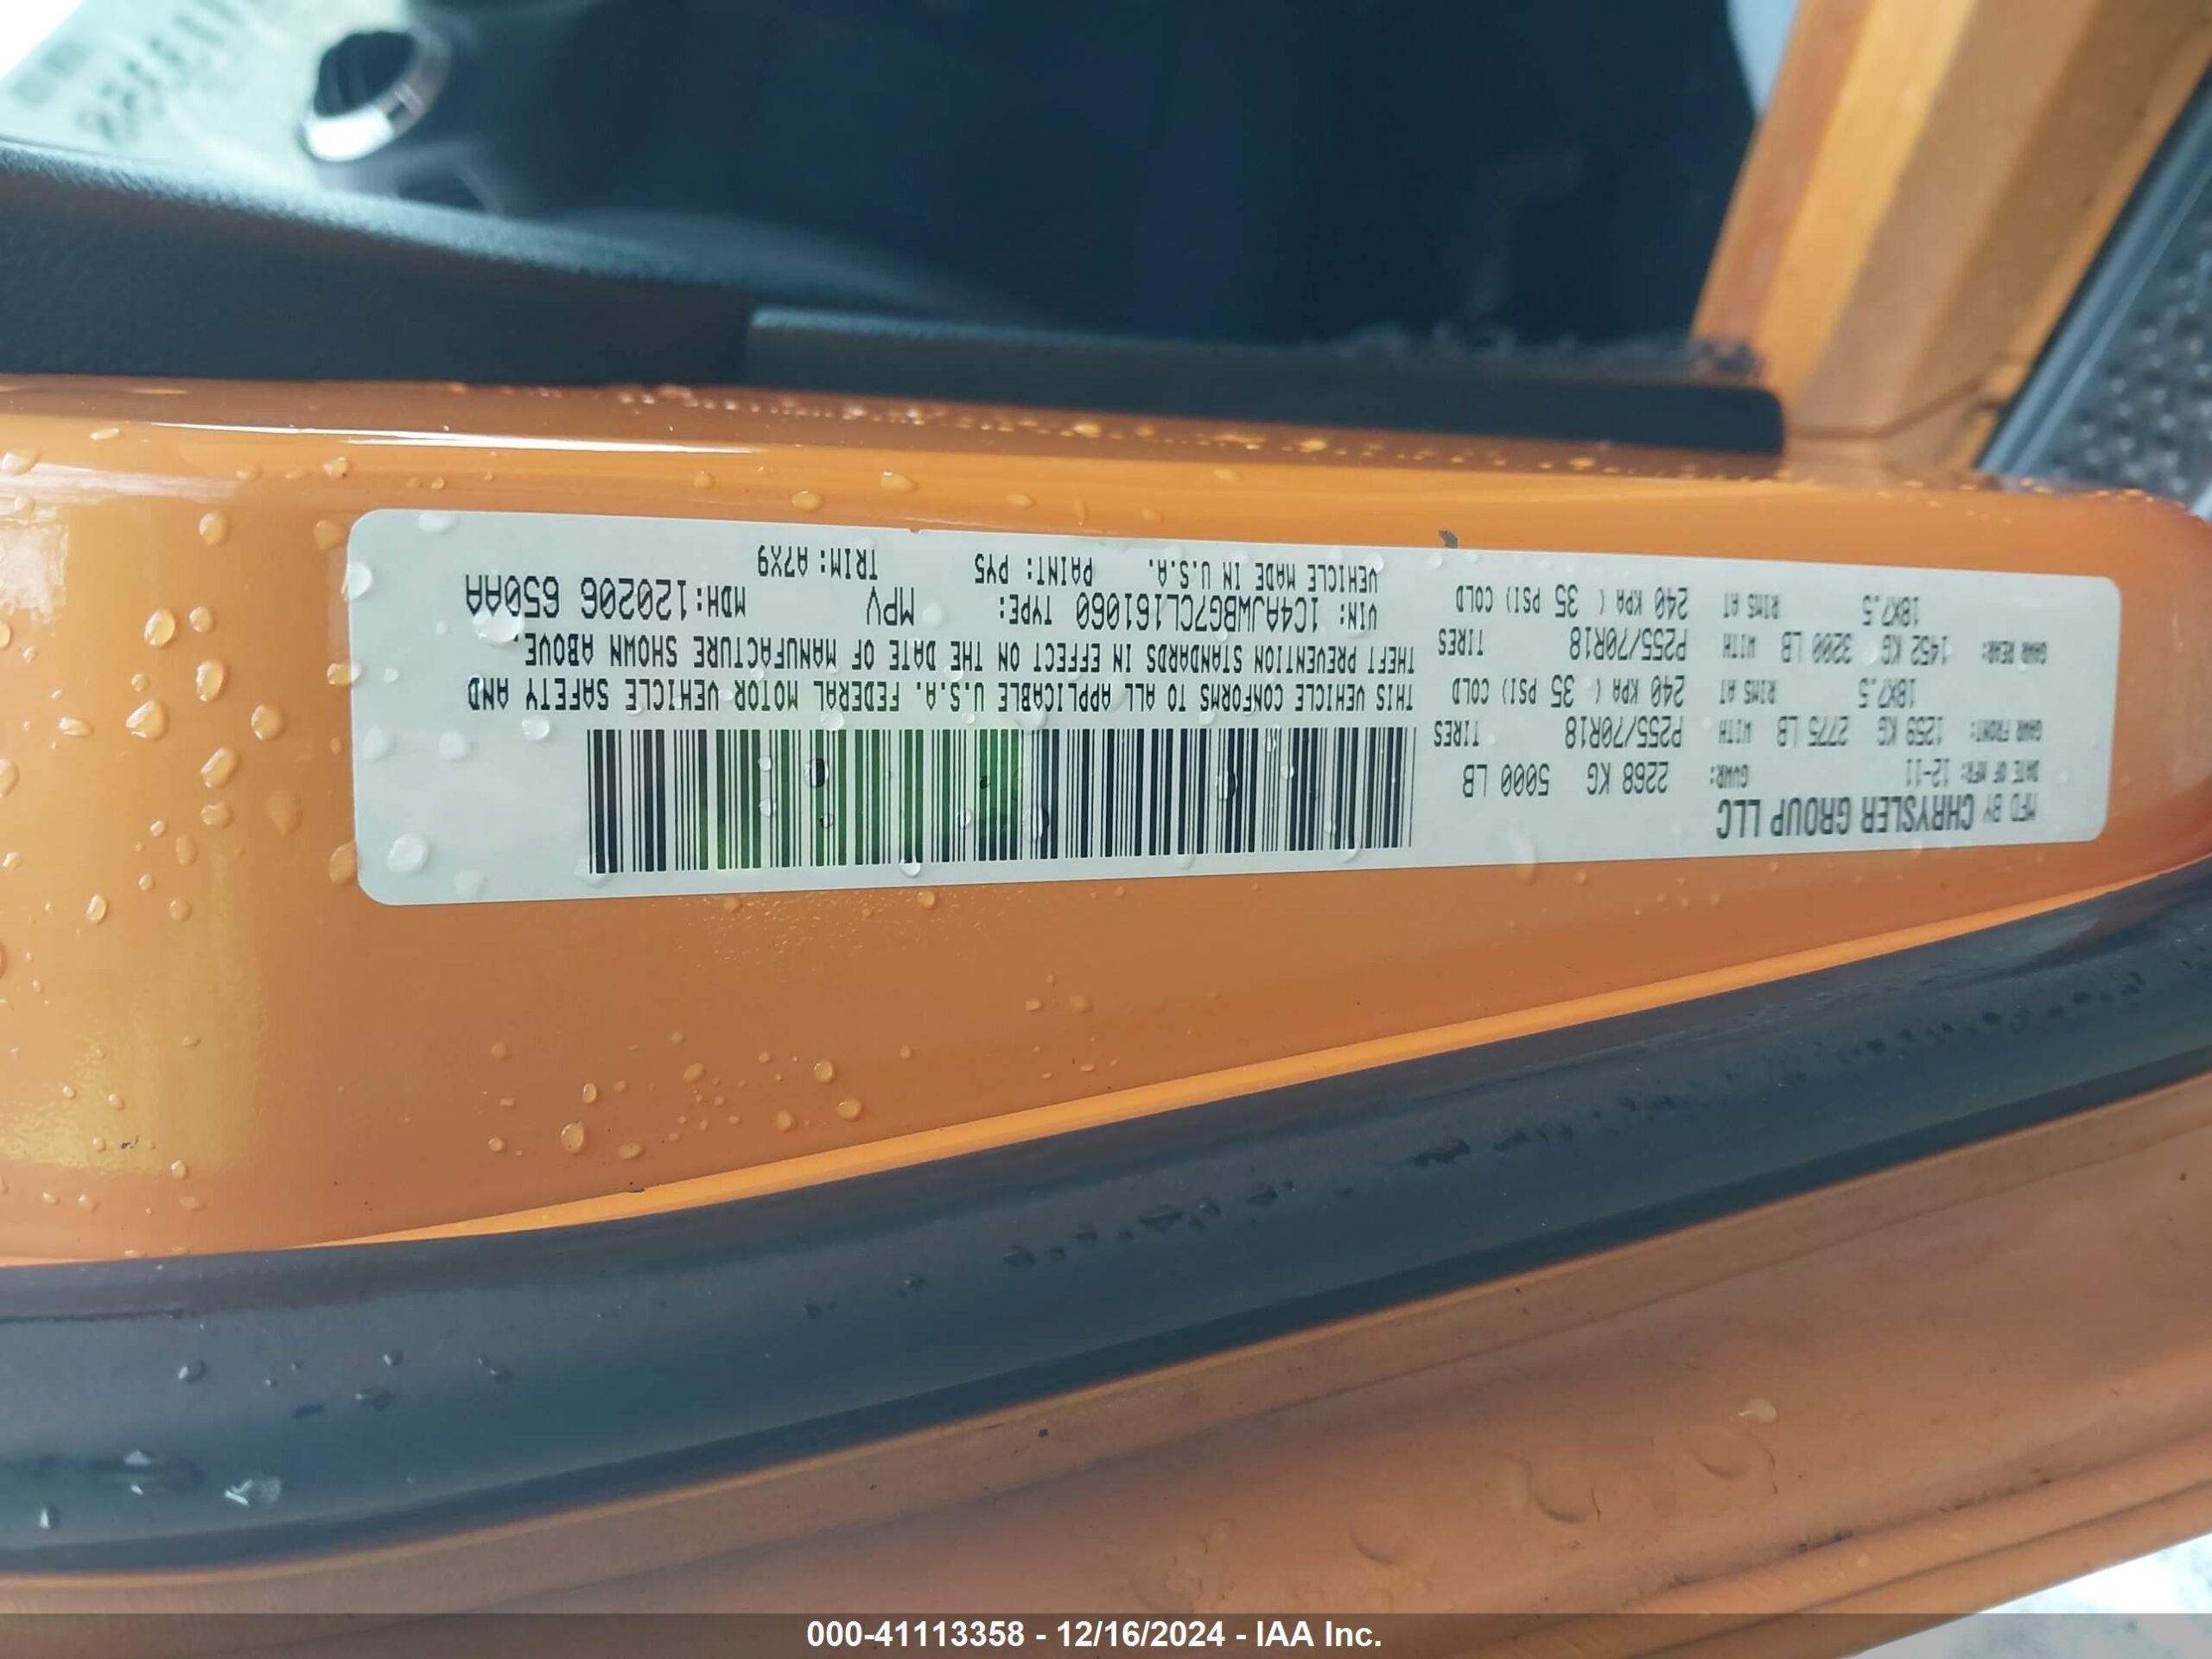 MFD BY CHRYSLER GROUP LLC
DATE OF MFR: 12-11 GVWR: 2268 KG 5000 LB
GAWR FRONT: 1259 KG 2775 LB WITH P255/70R18 TIRES
18X7.5 RIMS AT 240 KPA ( 35 PSI) COLD
GAWR REAR: 1452 KG 3200 LB WITH P255/70R18 TIRES
18X7.5 RIMS AT 240 KPA ( 35 PSI) COLD
THIS VEHICLE CONFORMS TO ALL APPLICABLE U.S.A. FEDERAL MOTOR VEHICLE SAFETY AND
THEFT PREVENTION STANDARDS IN EFFECT ON THE DATE OF MANUFACTURE SHOWN ABOVE.
VIN: 1C4AJWBG7CL161060 TYPE: MPV MDH:120206 650AA
VEHICLE MADE IN U.S.A. PAINT: PY5 TRIM: A7X9
000-41113358 - 12/16/2024 - IAA Inc.